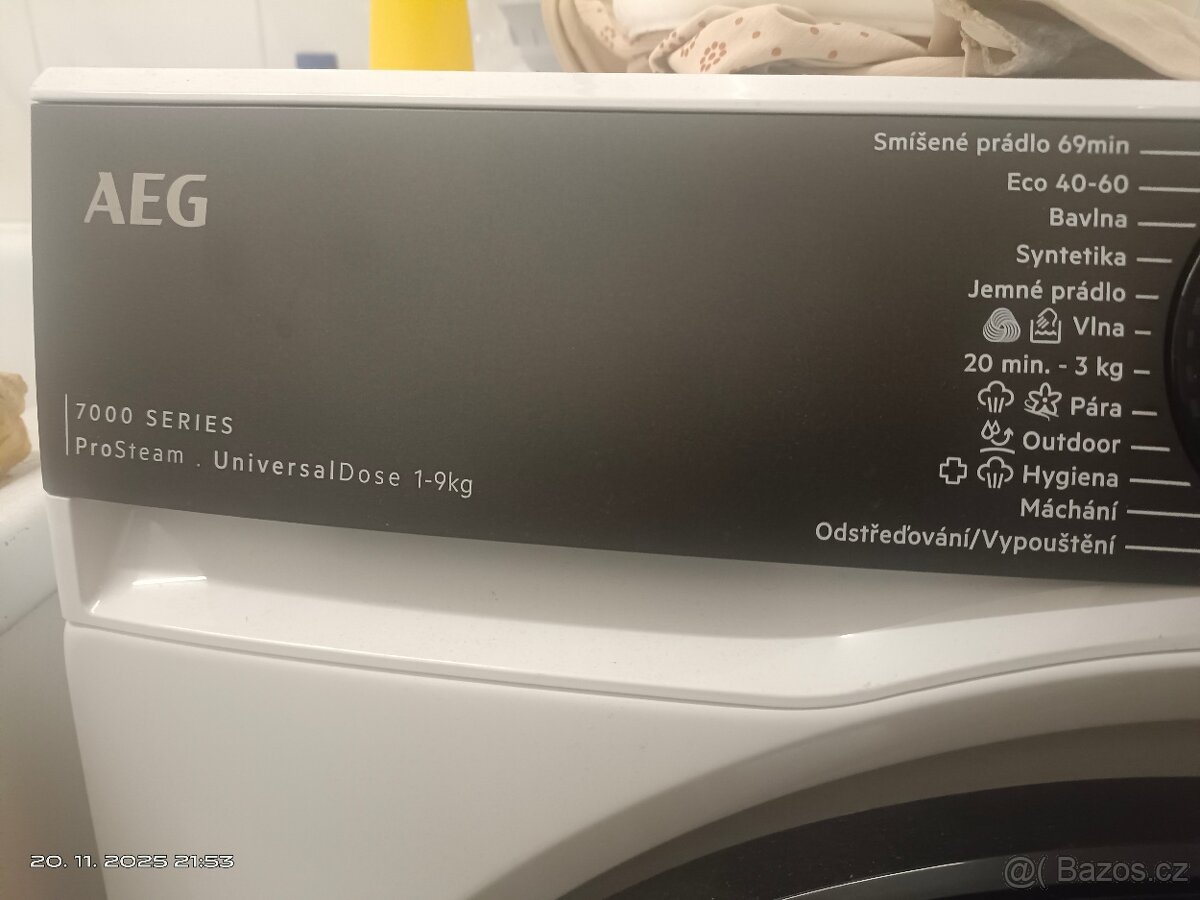 AEG
7000 SERIES
ProSteam . UniversalDose 1-9kg
Smíšené prádlo 69min
Eco 40-60
Bavlna
Syntetika
Jemné prádlo
Vlna
20 min. - 3 kg
Pára
Outdoor
Hygiena
Máchání
Odstřeďování/Vypouštění
20. 11. 2025 21:53
@( Bazos.cz